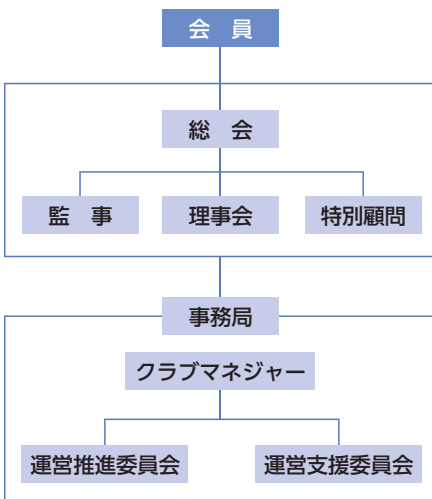 会　員
総　会
監　事
理事会
特別顧問
事務局
クラブマネジャー
運営推進委員会
運営支援委員会